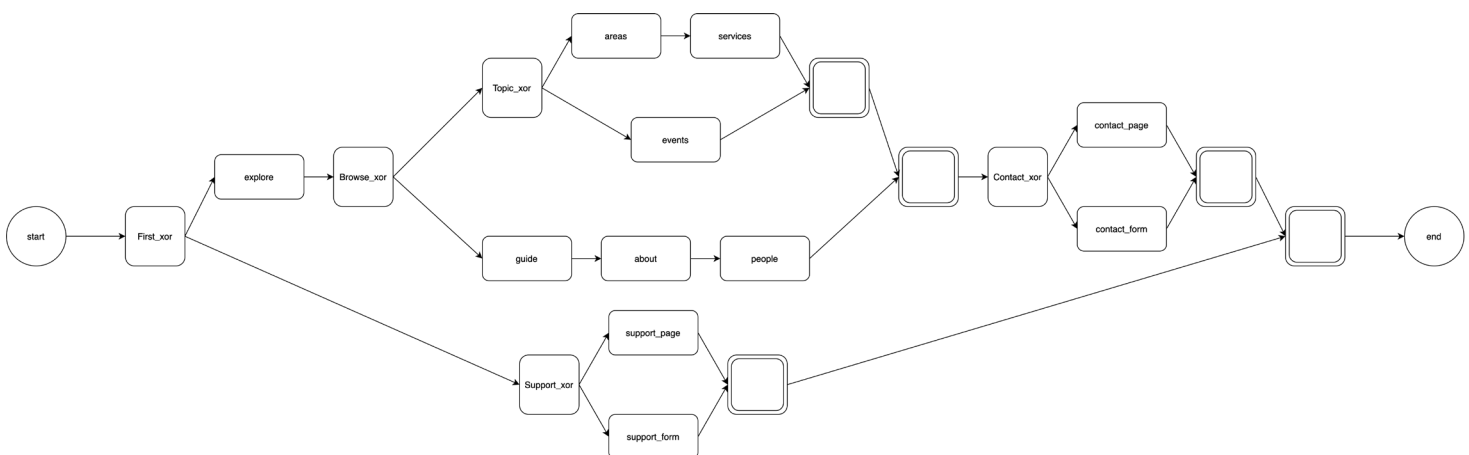 areas
services
Topic_xor
events
contact_page
explore
Browse_xor
Contact_xor
start
First_xor
contact_form
end
guide
about
people
support_page
Support_xor
support_form